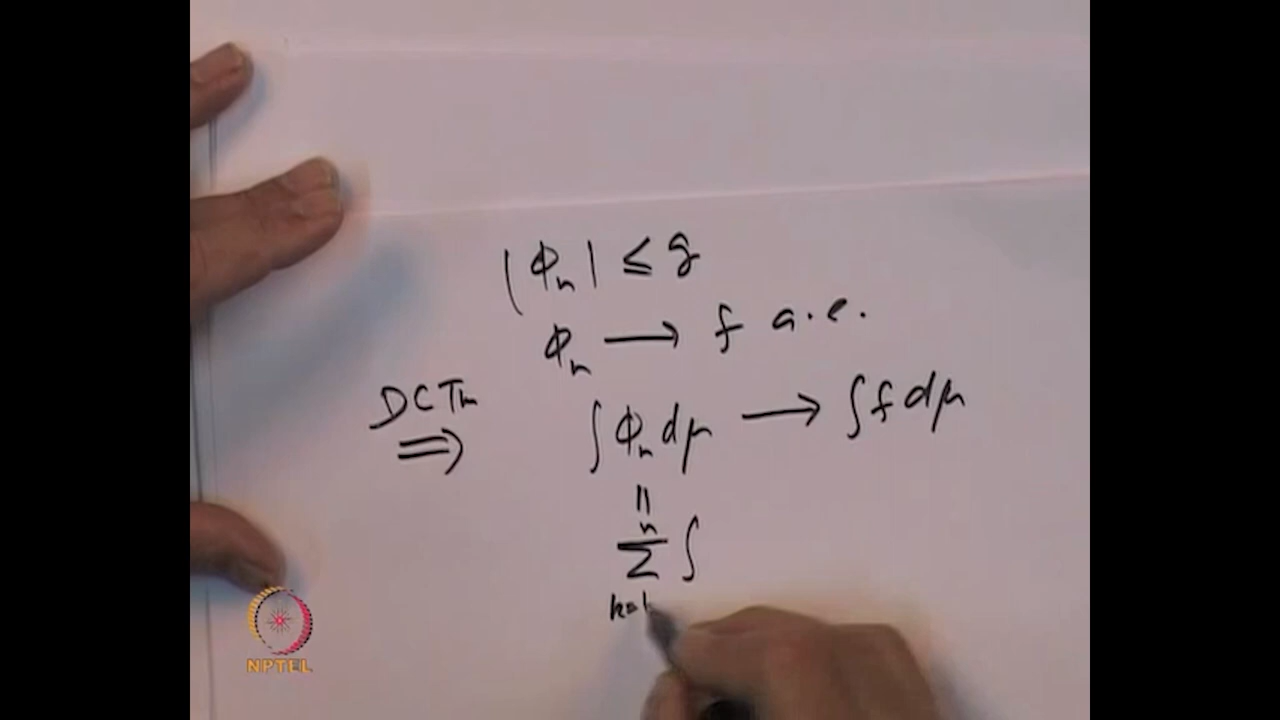 |Φₙ| ≤ g
Φₙ ⟶ f a.e.
DCTh
⟹ ∫ Φₙ dμ ⟶ ∫ f dμ
||
n
Σ ∫
k=1
NPTEL